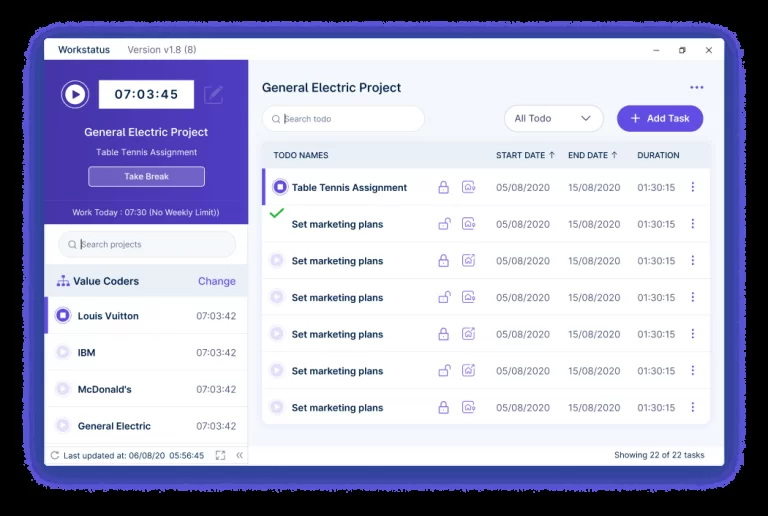 Workstatus Version v1.8 (8)
07:03:45
General Electric Project
Table Tennis Assignment
Take Break
Work Today : 07:30 (No Weekly Limit))
Search projects
Value Coders Change
Louis Vuitton 07:03:42
IBM 07:03:42
McDonald's 07:03:42
General Electric 07:03:42
Last updated at: 06/08/20 05:56:45
General Electric Project
Search todo
All Todo
+ Add Task
TODO NAMES START DATE ↑ END DATE ↑ DURATION
Table Tennis Assignment 05/08/2020 15/08/2020 01:30:15
Set marketing plans 05/08/2020 15/08/2020 01:30:15
Set marketing plans 05/08/2020 15/08/2020 01:30:15
Set marketing plans 05/08/2020 15/08/2020 01:30:15
Set marketing plans 05/08/2020 15/08/2020 01:30:15
Set marketing plans 05/08/2020 15/08/2020 01:30:15
Set marketing plans 05/08/2020 15/08/2020 01:30:15
Showing 22 of 22 tasks